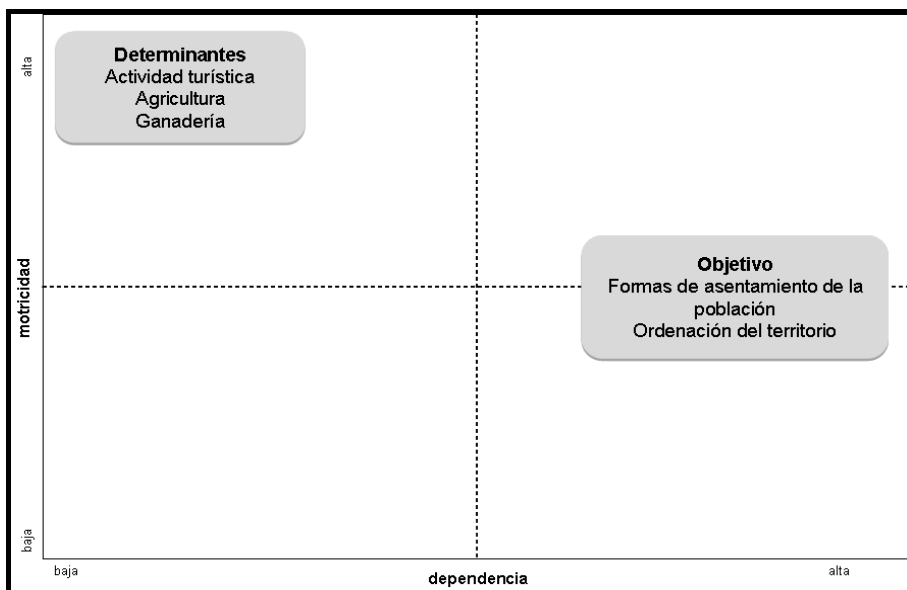 alta
Determinantes
Actividad turística
Agricultura
Ganadería
motricidad
Objetivo
Formas de asentamiento de la
población
Ordenación del territorio
baja
baja
dependencia
alta